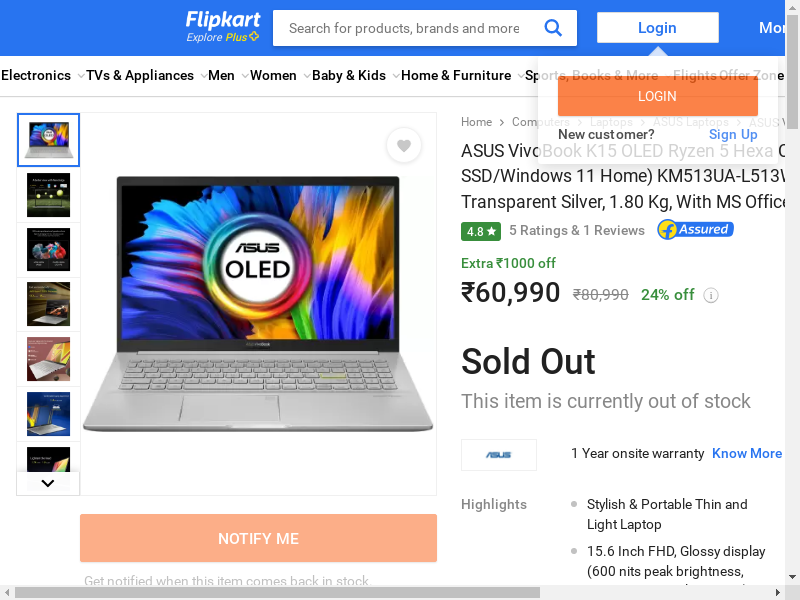 Flipkart
Explore Plus
Search for products, brands and more
Login
Electronics
TVs & Appliances
Men
Women
Baby & Kids
Home & Furniture
Sports, Books & More
Flights
Offer Zone
LOGIN
New customer?
Sign Up
Home
Computers
Laptops
ASUS Laptops
ASUS
ASUS VivoBook K15 OLED Ryzen 5 Hexa
SSD/Windows 11 Home) KM513UA-L513
Transparent Silver, 1.80 Kg, With MS Office
4.8
5 Ratings & 1 Reviews
Assured
Extra ₹1000 off
₹60,990
₹80,990
24% off
ASUS
OLED
Sold Out
This item is currently out of stock
ASUS
1 Year onsite warranty
Know More
Highlights
Stylish & Portable Thin and
Light Laptop
15.6 Inch FHD, Glossy display
(600 nits peak brightness,
NOTIFY ME
Get notified when this item comes back in stock.